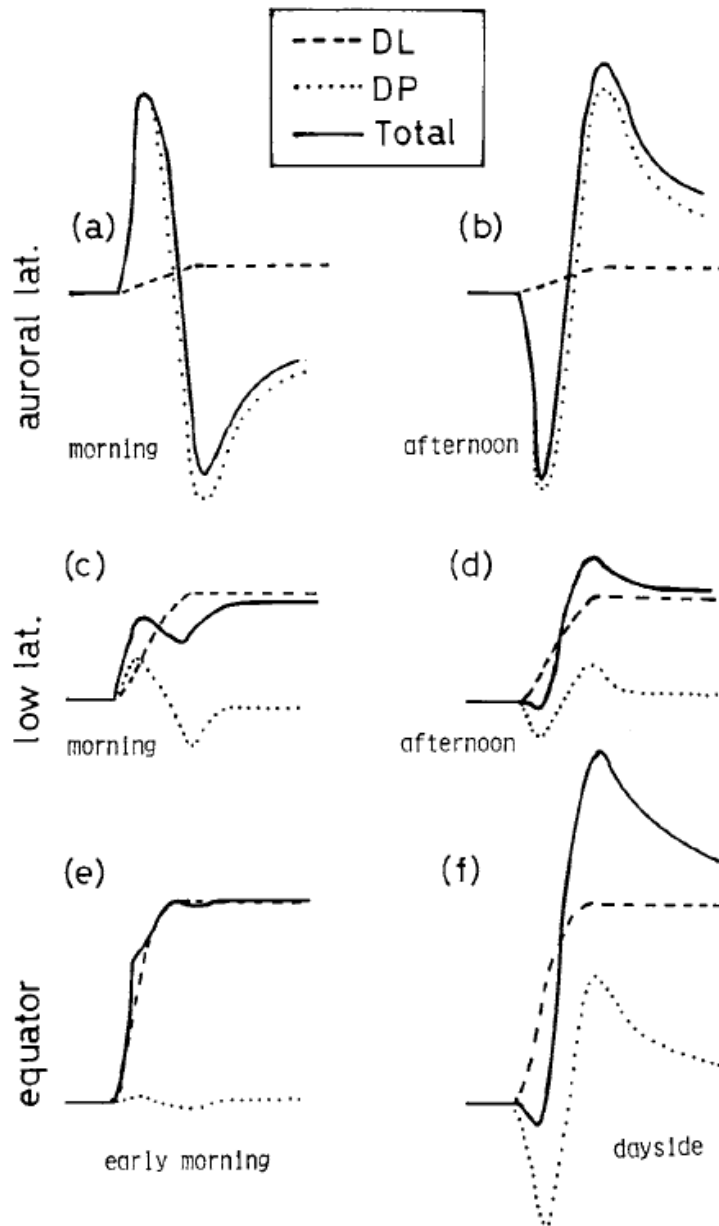 DL
DP
Total
auroral lat.
(a)
(b)
morning
afternoon
low lat.
(c)
(d)
morning
afternoon
equator
(e)
(f)
early morning
dayside